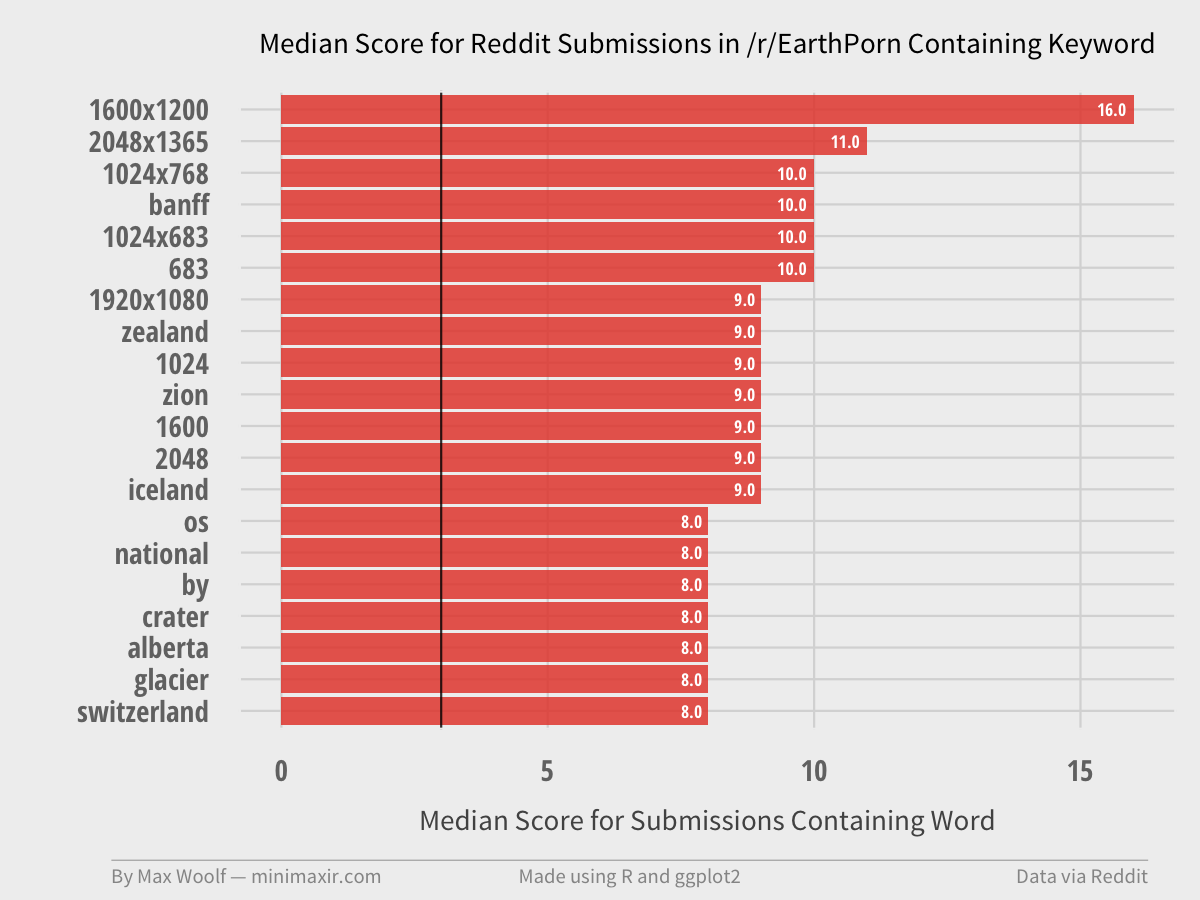 Median Score for Reddit Submissions in /r/EarthPorn Containing Keyword
1600x1200 16.0
2048x1365 11.0
1024x768 10.0
banff 10.0
1024x683 10.0
683 10.0
1920x1080 9.0
zealand 9.0
1024 9.0
zion 9.0
1600 9.0
2048 9.0
iceland 9.0
os 8.0
national 8.0
by 8.0
crater 8.0
alberta 8.0
glacier 8.0
switzerland 8.0
0 5 10 15
Median Score for Submissions Containing Word
By Max Woolf — minimaxir.com Made using R and ggplot2 Data via Reddit